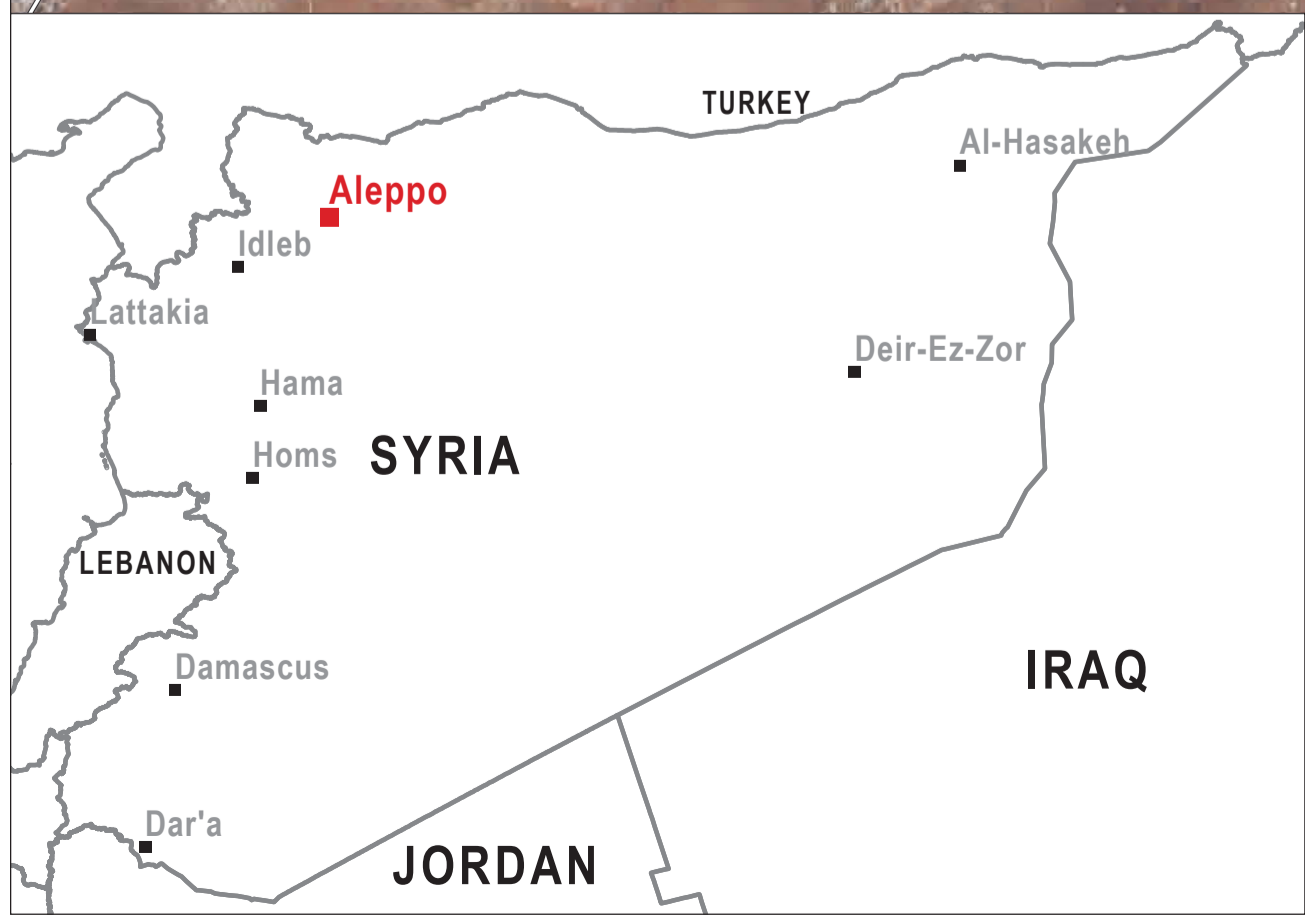 TURKEY
Al-Hasakeh
Aleppo
Idleb
Lattakia
Deir-Ez-Zor
Hama
SYRIA
Homs
LEBANON
Damascus
IRAQ
Dar'a
JORDAN